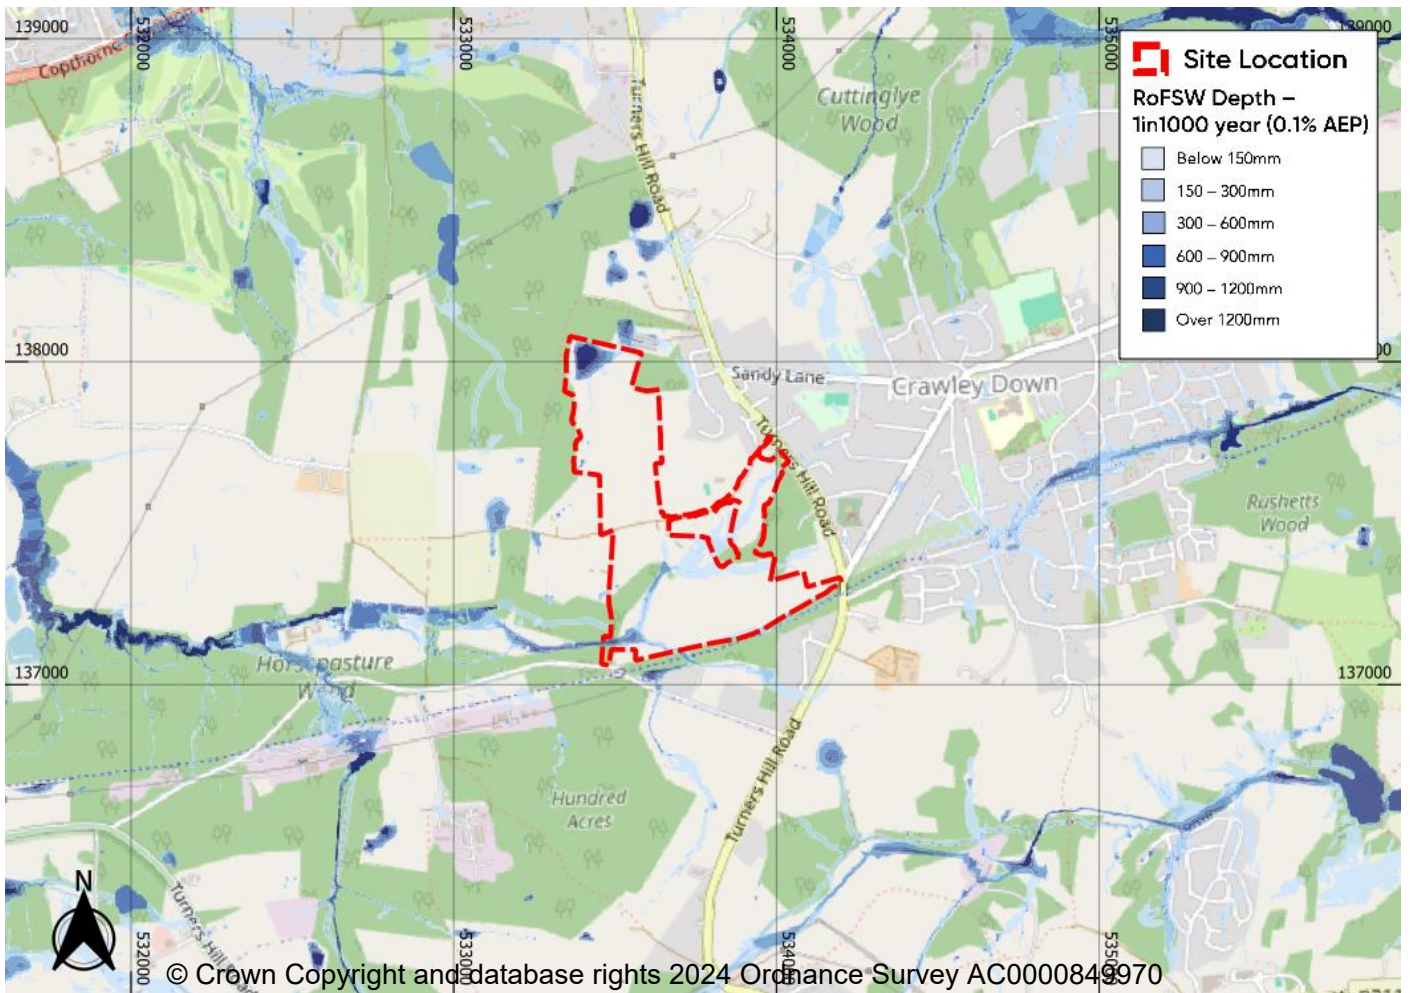 139000
532000
533000
534000
535000
139000
Copthorne
Turners Hill Road
Cuttinglye
Wood
Site Location
RoFSW Depth –
1in1000 year (0.1% AEP)
Below 150mm
150 – 300mm
300 – 600mm
600 – 900mm
900 – 1200mm
Over 1200mm
138000
Sandy Lane
Crawley Down
Turners Hill Road
Rushetts
Wood
137000
Horsepasture
Wood
137000
Hundred
Acres
Turners Hill Road
N
Turners Hill Road
532000
533000
534000
535000
© Crown Copyright and database rights 2024 Ordnance Survey AC0000849970